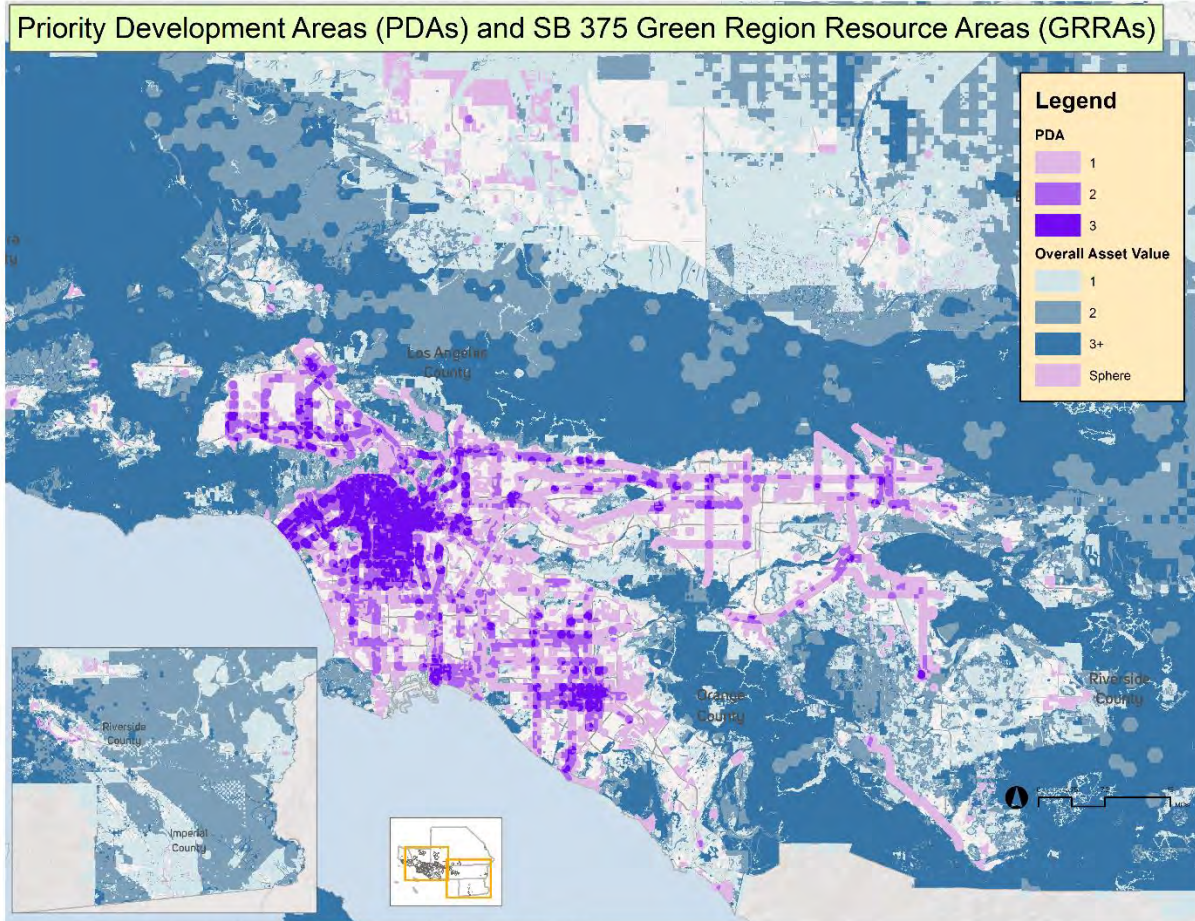 Priority Development Areas (PDAs) and SB 375 Green Region Resource Areas (GRRAs)
Legend
PDA
1
2
3
Overall Asset Value
1
2
3+
Sphere
Los Angeles
County
Orange
County
Riverside
County
Riverside
County
Imperial
County